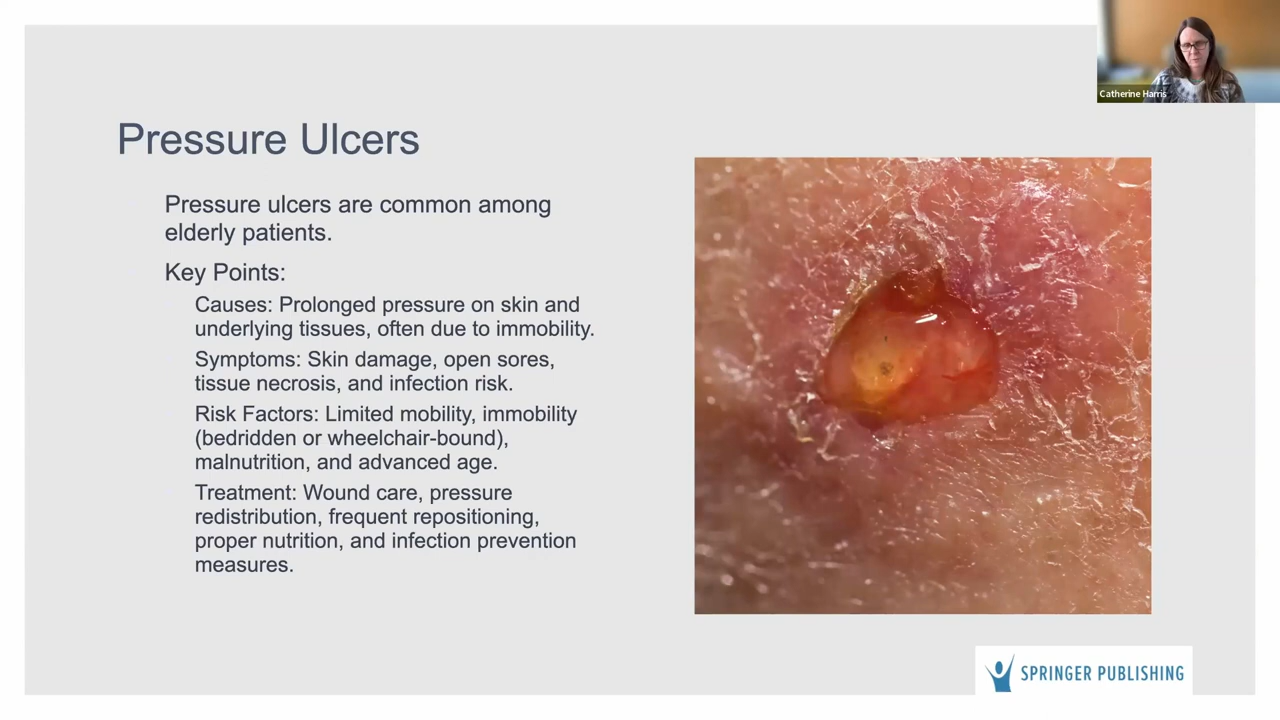 Catherine Harris
Pressure Ulcers
Pressure ulcers are common among
elderly patients.
Key Points:
Causes: Prolonged pressure on skin and
underlying tissues, often due to immobility.
Symptoms: Skin damage, open sores,
tissue necrosis, and infection risk.
Risk Factors: Limited mobility, immobility
(bedridden or wheelchair-bound),
malnutrition, and advanced age.
Treatment: Wound care, pressure
redistribution, frequent repositioning,
proper nutrition, and infection prevention
measures.
SPRINGER PUBLISHING